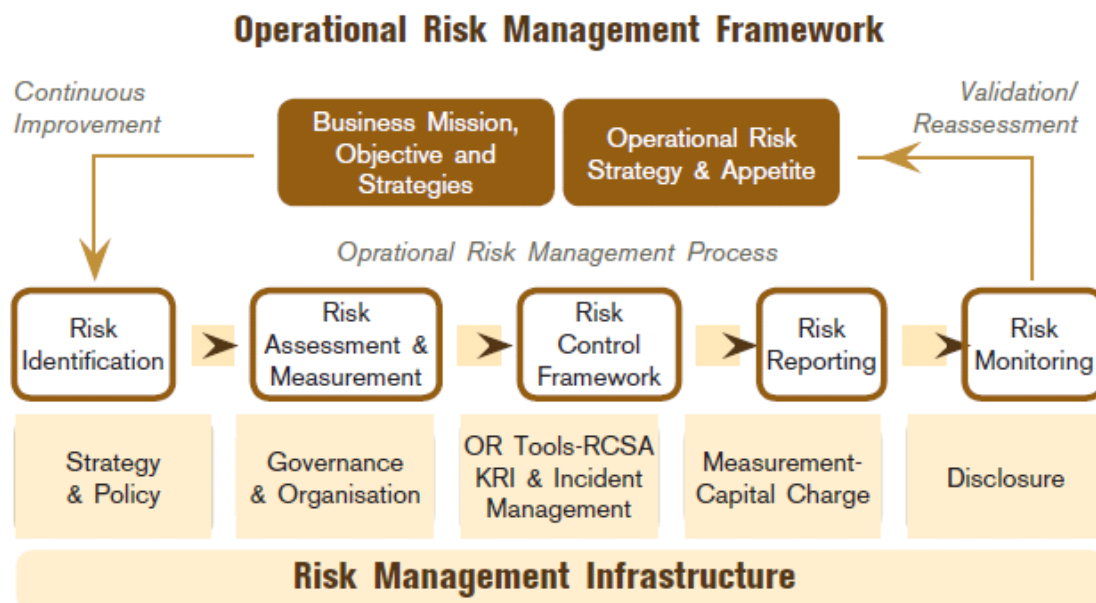 Operational Risk Management Framework
Continuous
Improvement
Business Mission,
Objective and
Strategies
Operational Risk
Strategy & Appetite
Validation/
Reassessment
Oprational Risk Management Process
Risk
Identification
Risk
Assessment &
Measurement
Risk
Control
Framework
Risk
Reporting
Risk
Monitoring
Strategy
& Policy
Governance
& Organisation
OR Tools-RCSA
KRI & Incident
Management
Measurement-
Capital Charge
Disclosure
Risk Management Infrastructure